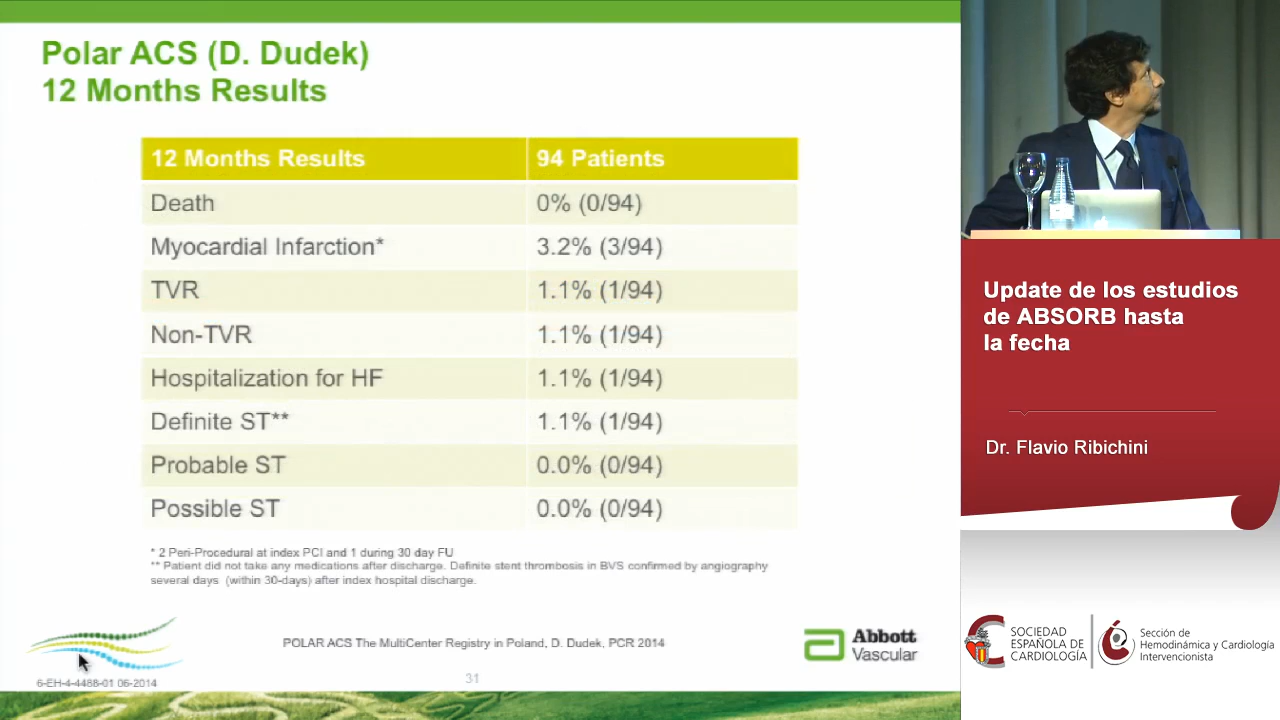 Polar ACS (D. Dudek)
12 Months Results
12 Months Results 94 Patients
Death 0% (0/94)
Myocardial Infarction* 3.2% (3/94)
TVR 1.1% (1/94)
Non-TVR 1.1% (1/94)
Hospitalization for HF 1.1% (1/94)
Definite ST** 1.1% (1/94)
Probable ST 0.0% (0/94)
Possible ST 0.0% (0/94)
* 2 Peri-Procedural at index PCI and 1 during 30 day FU
** Patient did not take any medications after discharge. Definite stent thrombosis in BVS confirmed by angiography
several days (within 30-days) after index hospital discharge.
POLAR ACS The MultiCenter Registry in Poland, D. Dudek, PCR 2014
Abbott
Vascular
6-EH-4-4488-01 06-2014
31
Update de los estudios
de ABSORB hasta
la fecha
Dr. Flavio Ribichini
SOCIEDAD
ESPAÑOLA DE
CARDIOLOGÍA
Sección de
Hemodinámica y Cardiología
Intervencionista